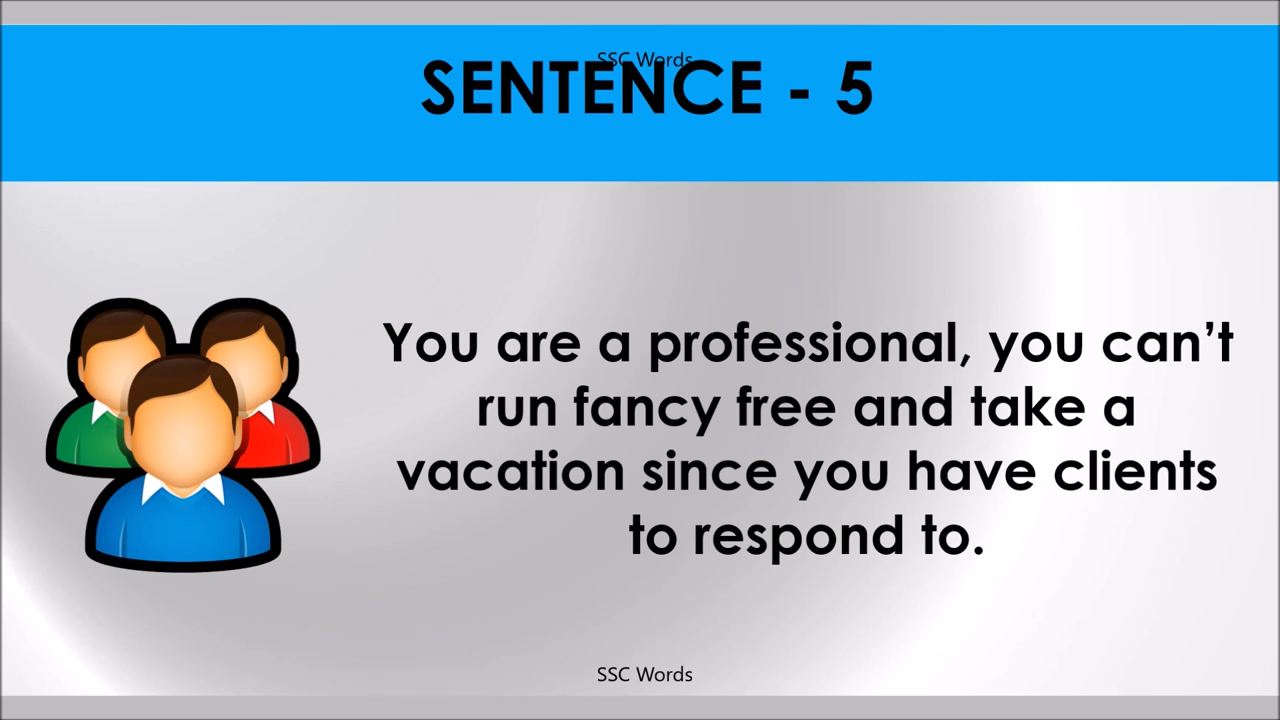 SSC Words
SENTENCE - 5
You are a professional, you can’t
run fancy free and take a
vacation since you have clients
to respond to.
SSC Words